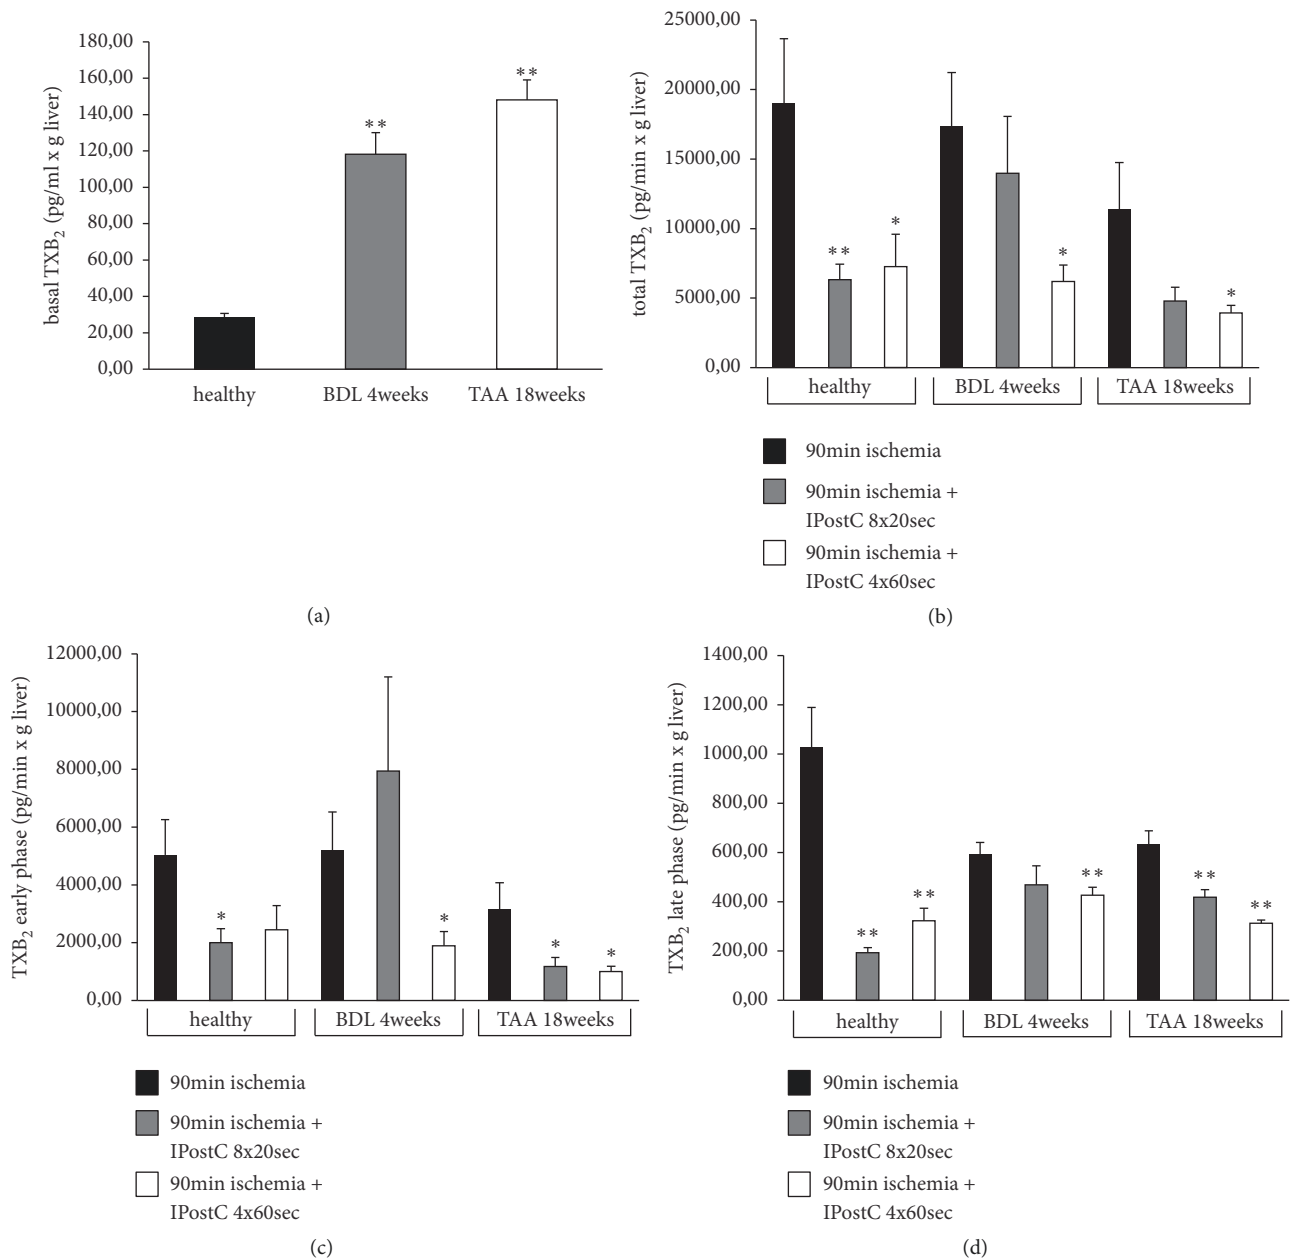 basal TXB2 (pg/ml x g liver)
180,00
160,00
140,00
120,00
100,00
80,00
60,00
40,00
20,00
0,00
**
**
healthy
BDL 4weeks
TAA 18weeks
(a)
total TXB2 (pg/min x g liver)
25000,00
20000,00
15000,00
10000,00
5000,00
0,00
**
*
*
*
healthy
BDL 4weeks
TAA 18weeks
90min ischemia
90min ischemia +
IPostC 8x20sec
90min ischemia +
IPostC 4x60sec
(b)
TXB2 early phase (pg/min x g liver)
12000,00
10000,00
8000,00
6000,00
4000,00
2000,00
0,00
*
*
*
*
healthy
BDL 4weeks
TAA 18weeks
90min ischemia
90min ischemia +
IPostC 8x20sec
90min ischemia +
IPostC 4x60sec
(c)
TXB2 late phase (pg/min x g liver)
1400,00
1200,00
1000,00
800,00
600,00
400,00
200,00
0,00
**
**
**
**
**
healthy
BDL 4weeks
TAA 18weeks
90min ischemia
90min ischemia +
IPostC 8x20sec
90min ischemia +
IPostC 4x60sec
(d)